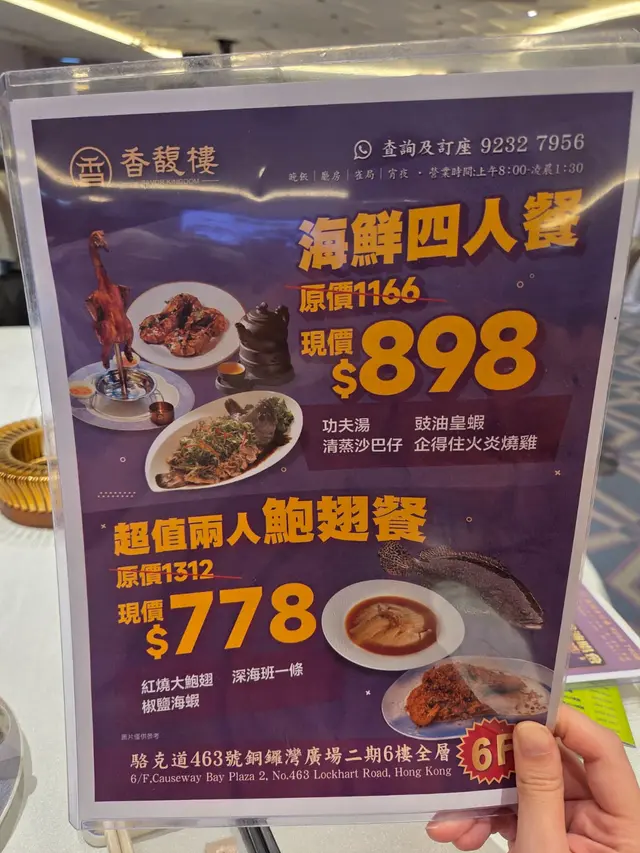 香馥樓
查詢及訂座 9232 7956
晚飯｜廳房｜雀局｜宵夜 · 營業時間:上午8:00-凌晨1:30
海鮮四人餐
原價1166
現價
$898
功夫湯 豉油皇蝦
清蒸沙巴仔 企得住火炎燒雞
超值兩人鮑翅餐
原價1312
現價
$778
紅燒大鮑翅 深海班一條
椒鹽海蝦
照片僅供參考
駱克道463號銅鑼灣廣場二期6樓全層
6/F,Causeway Bay Plaza 2, No.463 Lockhart Road, Hong Kong
6F